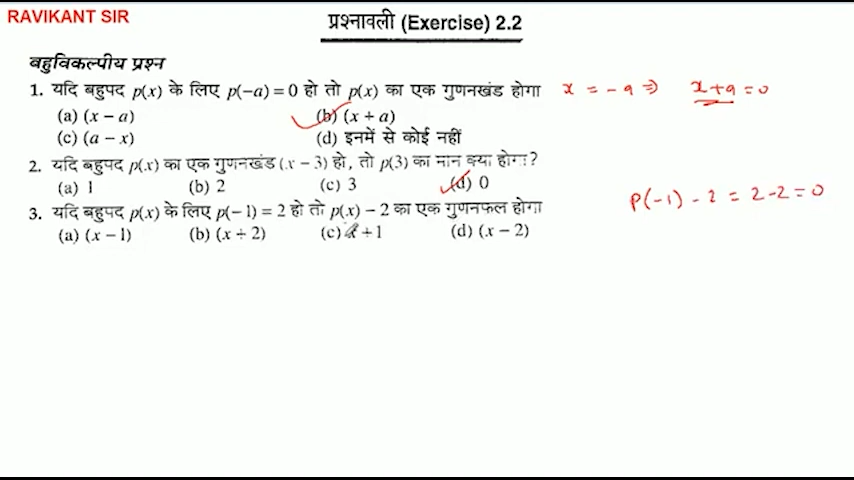 RAVIKANT SIR
प्रश्नावली (Exercise) 2.2
बहुविकल्पीय प्रश्न
1. यदि बहुपद p(x) के लिए p(-a) = 0 हो तो p(x) का एक गुणनखंड होगा x = -a ⇒ x+a = 0
(a) (x − a) (b) (x + a)
(c) (a − x) (d) इनमें से कोई नहीं
2. यदि बहुपद p(x) का एक गुणनखंड (x − 3) हो, तो p(3) का मान क्या होगा?
(a) 1 (b) 2 (c) 3 (d) 0
P(-1) - 2 = 2-2=0
3. यदि बहुपद p(x) के लिए p(−1) = 2 हो तो p(x) − 2 का एक गुणनफल होगा
(a) (x − 1) (b) (x + 2) (c) x + 1 (d) (x − 2)